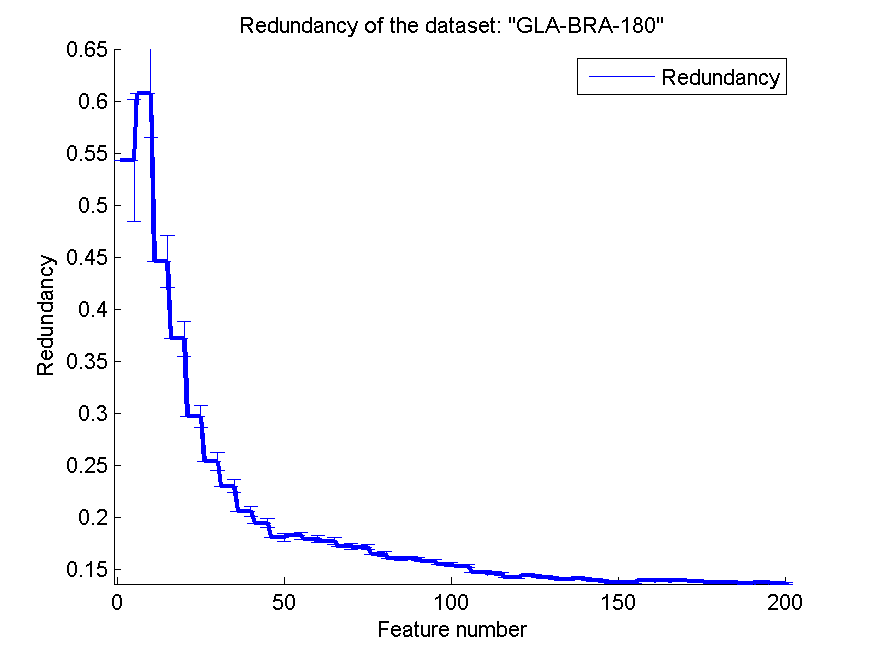 Redundancy of the dataset: "GLA-BRA-180"
Redundancy
0.65
0.6
0.55
0.5
0.45
0.4
0.35
0.3
0.25
0.2
0.15
Redundancy
0 50 100 150 200
Feature number